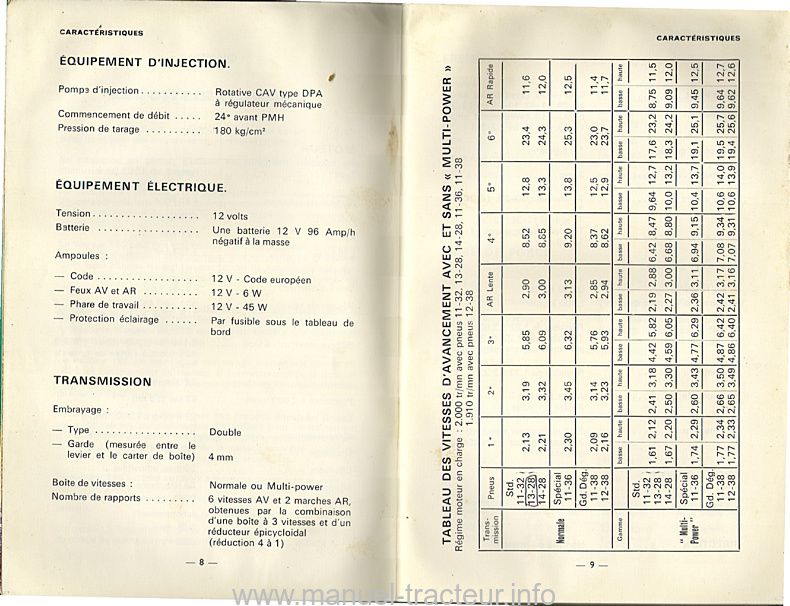 CARACTÉRISTIQUES
ÉQUIPEMENT D'INJECTION.
Pompe d'injection........... Rotative CAV type DPA
à régulateur mécanique
Commencement de débit ..... 24° avant PMH
Pression de tarage .......... 180 kg/cm²
ÉQUIPEMENT ÉLECTRIQUE.
Tension.................... 12 volts
Batterie ................... Une batterie 12 V 96 Amp/h
négatif à la masse
Ampoules :
— Code ................... 12 V - Code européen
— Feux AV et AR .......... 12 V - 6 W
— Phare de travail .......... 12 V - 45 W
— Protection éclairage ...... Par fusible sous le tableau de
bord
TRANSMISSION
Embrayage :
— Type .................. Double
— Garde (mesurée entre le
levier et le carter de boîte) 4 mm
Boite de vitesses : Normale ou Multi-power
Nombre de rapports ......... 6 vitesses AV et 2 marches AR,
obtenues par la combinaison
d'une boîte à 3 vitesses et d'un
réducteur épicycloidal
(réduction 4 à 1)
— 8 —
CARACTÉRISTIQUES
TABLEAU DES VITESSES D'AVANCEMENT AVEC ET SANS « MULTI-POWER »
Régime moteur en charge : 2.000 tr/mn avec pneus 11-32, 13-28, 14-28, 11-36, 11-38
1.910 tr/mn avec pneus 12-38
Trans-mission Pneus 1e 2e 3e AR Lente 4e 5e 6e AR Rapide
Normale
Std.
11-32
13-28 2,13 3,19 5,85 2,90 8,52 12,8 23,4 11,6
14-28 2,21 3,32 6,09 3,00 8,85 13,3 24,3 12,0
Spécial
11-36 2,30 3,45 6,32 3,13 9,20 13,8 25,3 12,5
Gd. Dég.
11-38 2,09 3,14 5,76 2,85 8,37 12,5 23,0 11,4
12-38 2,16 3,23 5,93 2,94 8,62 12,9 23,7 11,7
Gamme basse haute basse haute basse haute basse haute basse haute basse haute basse haute basse haute
" Multi-Power "
Std.
11-32
13-28 1,61 2,12 2,41 3,18 4,42 5,82 2,19 2,88 6,42 8,47 9,64 12,7 17,6 23,2 8,75 11,5
14-28 1,67 2,20 2,50 3,30 4,59 6,05 2,27 3,00 6,68 8,80 10,0 13,2 18,3 24,2 9,09 12,0
Spécial
11-36 1,74 2,29 2,60 3,43 4,77 6,29 2,36 3,11 6,94 9,15 10,4 13,7 19,1 25,1 9,45 12,5
Gd. Dég.
11-38 1,77 2,34 2,66 3,50 4,87 6,42 2,42 3,17 7,08 9,34 10,6 14,0 19,5 25,7 9,64 12,7
12-38 1,77 2,33 2,65 3,49 4,86 6,40 2,41 3,16 7,07 9,31 10,6 13,9 19,4 25,6 9,62 12,6
— 9 —
www.manuel-tracteur.info